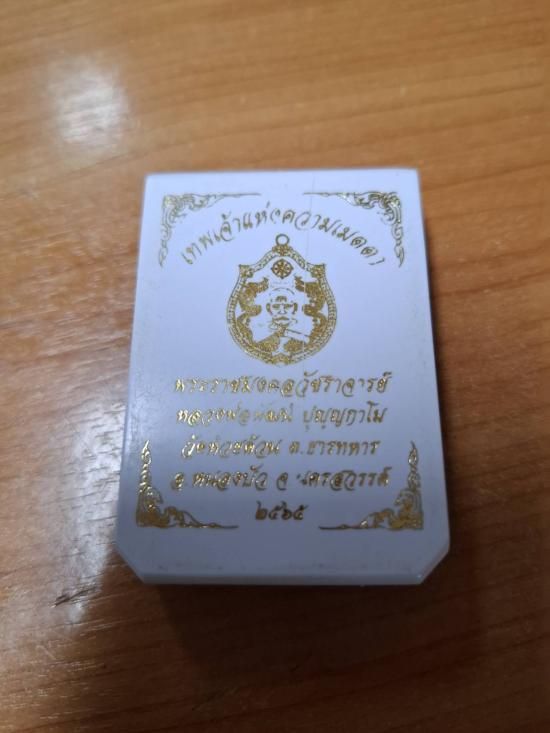 เทพเจ้าแห่งความเมตตา
พระราชมงคลวัชราจารย์
หลวงพ่อพัฒน์ ปุญฺญกาโม
วัดห้วยด้วน ต.ธารทหาร
อ.หนองบัว จ.นครสวรรค์
๒๕๖๕